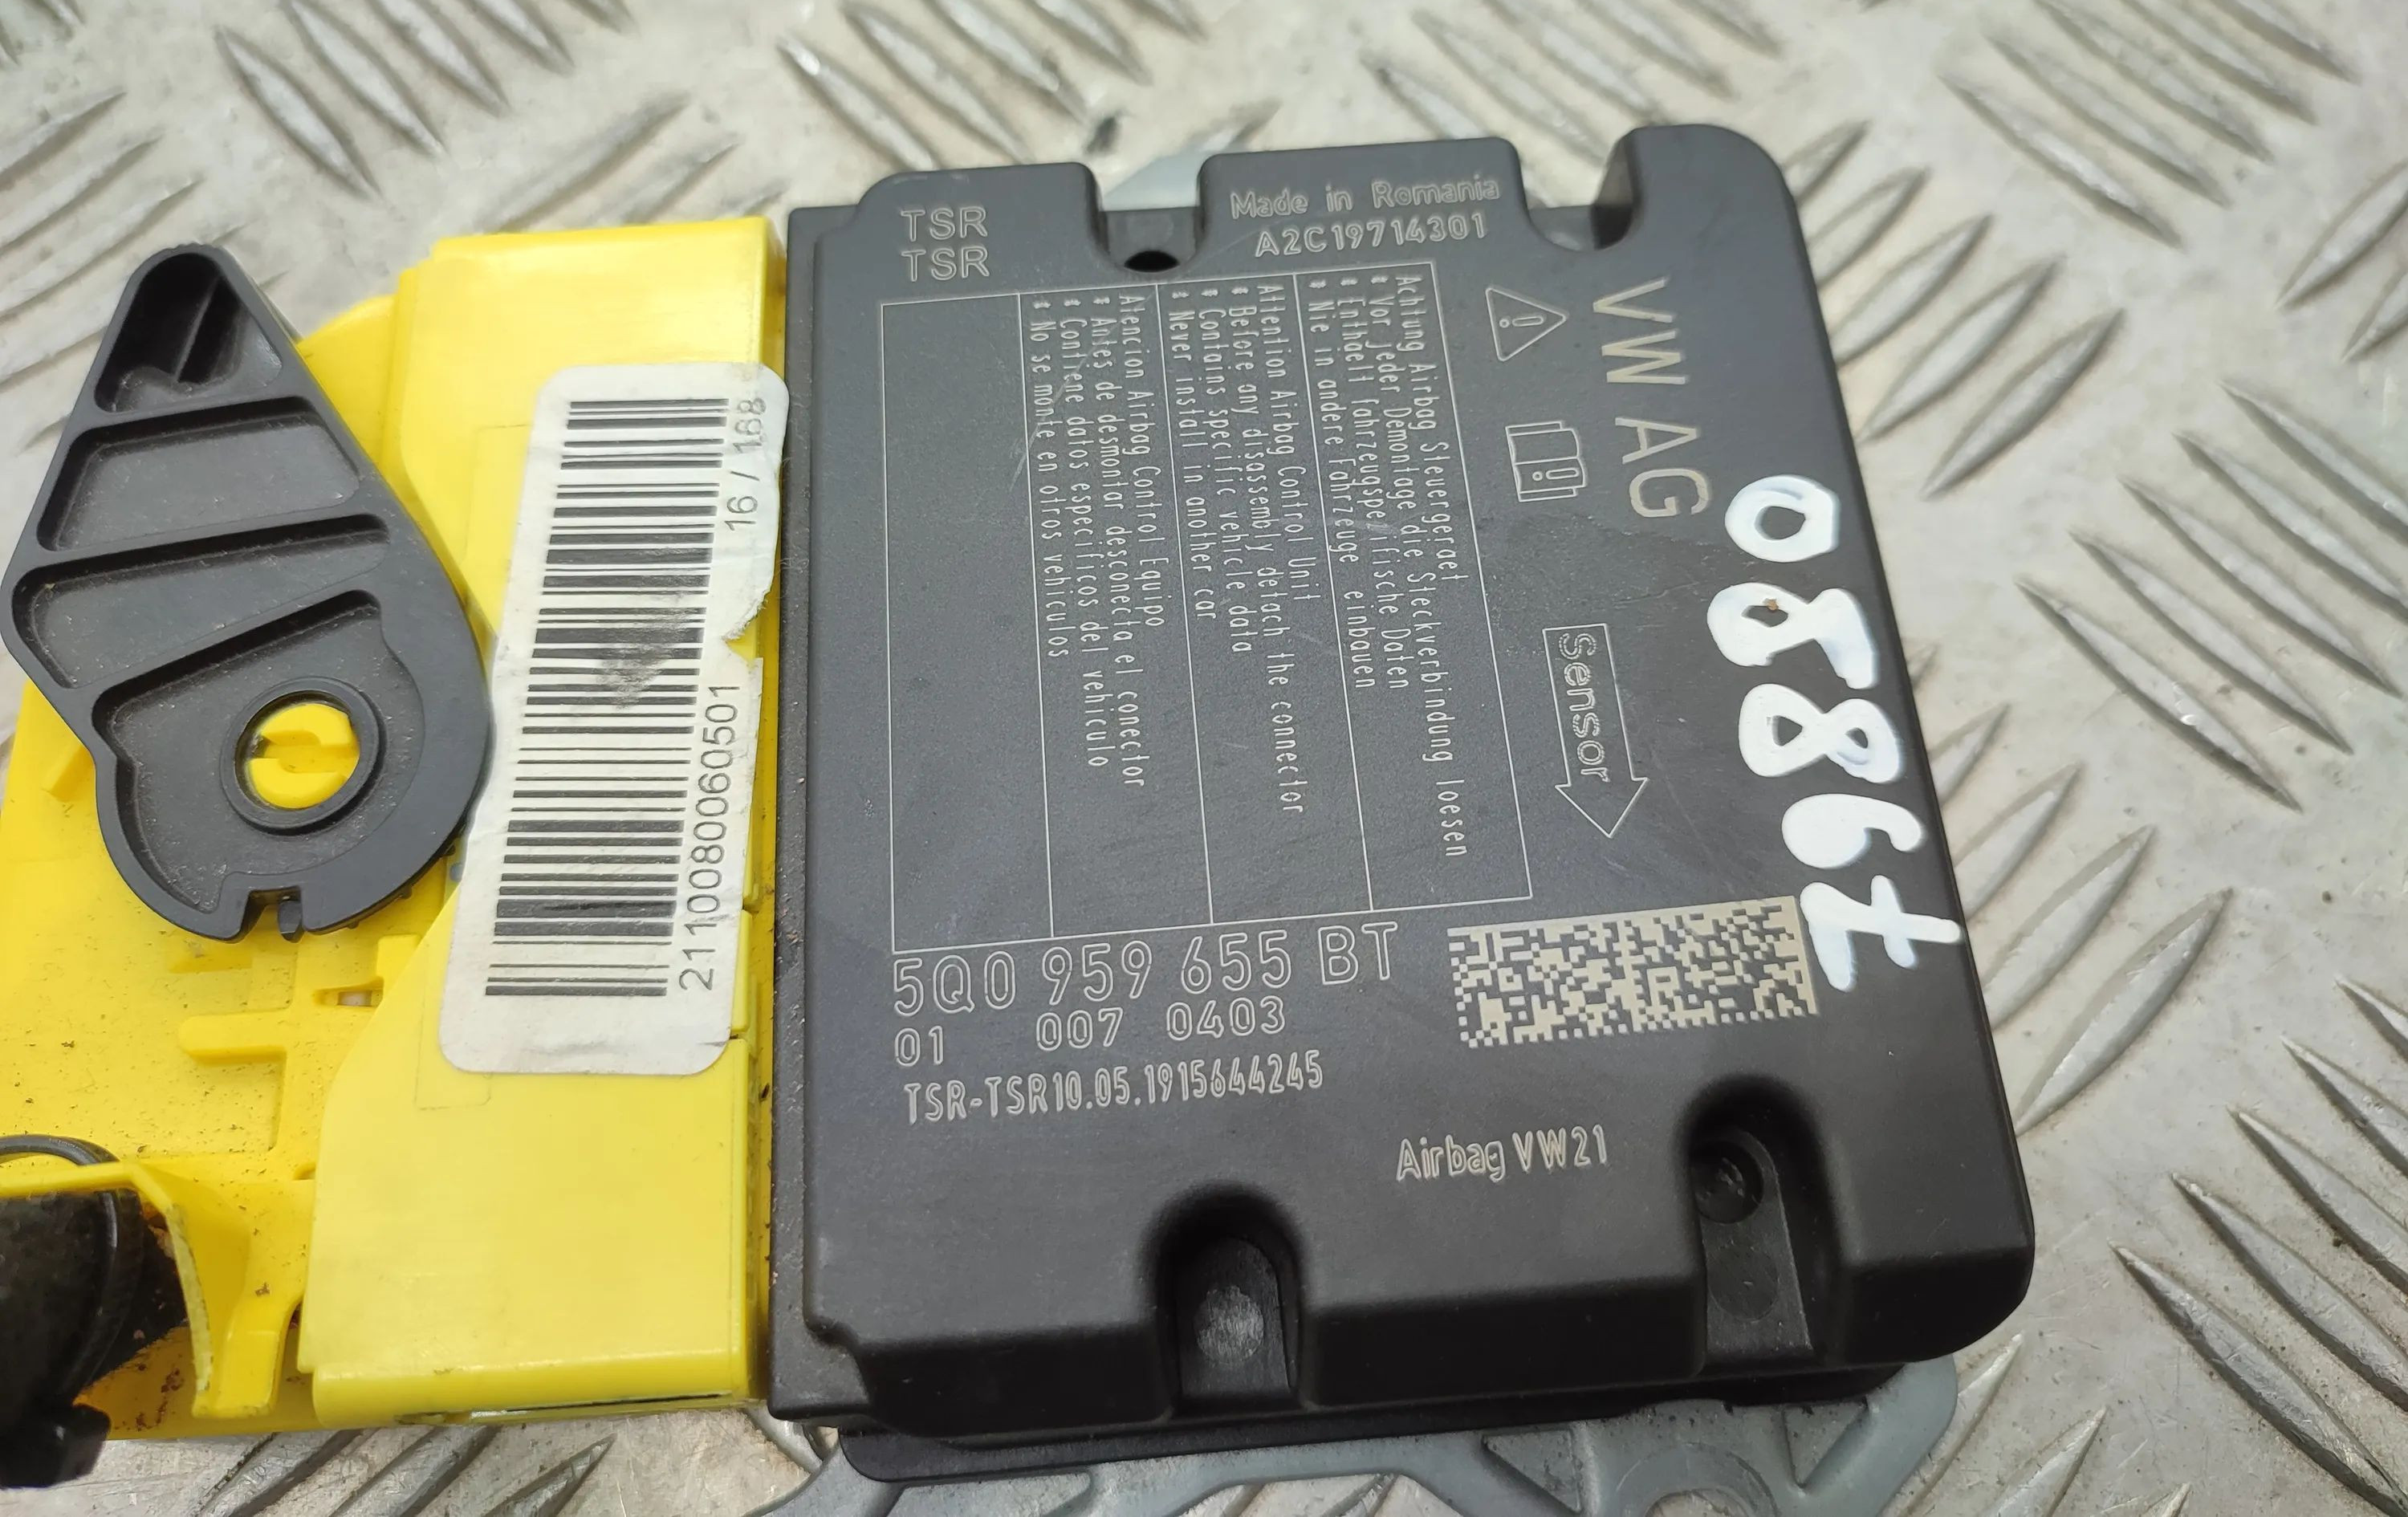 TSR
TSR
Made in Romania
A2C19714301
VW AG
Sensor
Achtung Airbag Steuergeraet
* Vor jeder Demontage die Steckverbindung loesen
* Enthaelt fahrzeugspezifische Daten
* Nie in andere Fahrzeuge einbauen
Attention Airbag Control Unit
* Before any disassembly detach the connector
* Contains specific vehicle data
* Never install in another car
Atencion Airbag Control Equipo
* Antes de desmontar desconecta el conector
* Contiene datos especificos del vehiculo
* No se monte en otros vehiculos
5Q0 959 655 BT
01 007 0403
TSR-TSR10.05.1915644245
Airbag VW21
16 / 188
2110080060501